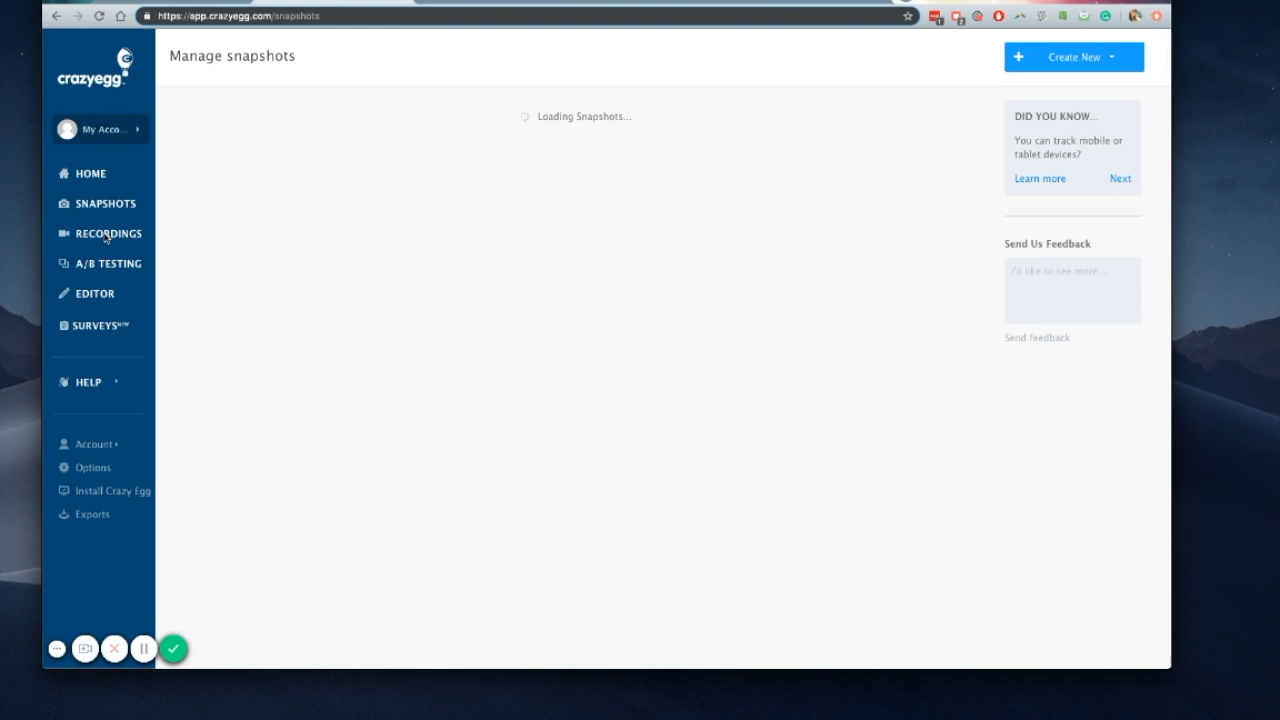 https://app.crazyegg.com/snapshots
crazyegg
Manage snapshots
Create New
My Acco...
HOME
SNAPSHOTS
RECORDINGS
A/B TESTING
EDITOR
SURVEYS
HELP
Account
Options
Install Crazy Egg
Exports
Loading Snapshots...
DID YOU KNOW...
You can track mobile or
tablet devices?
Learn more
Next
Send Us Feedback
I'd like to see more...
Send feedback